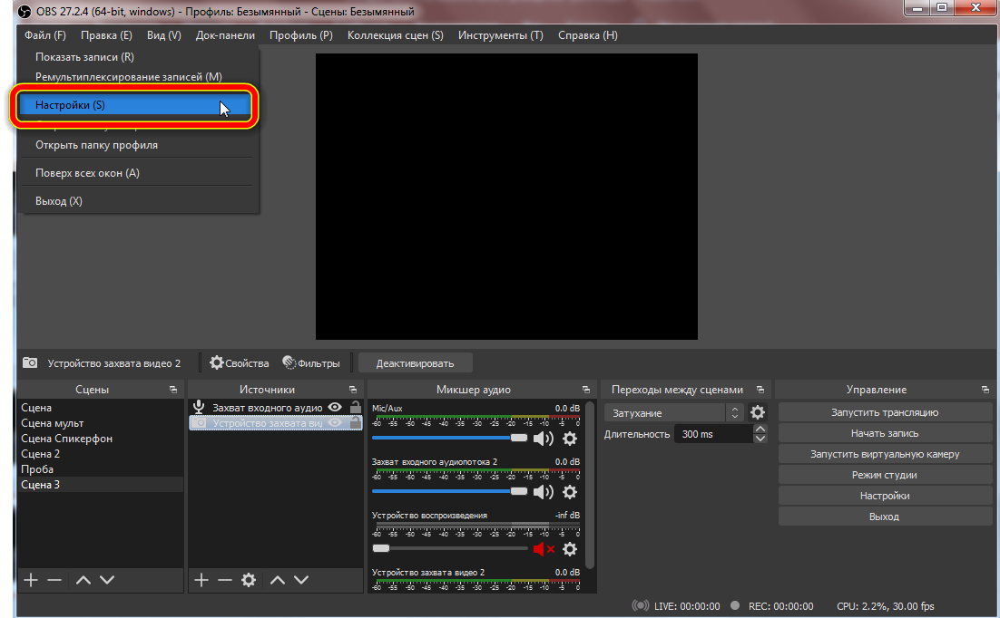 OBS 27.2.4 (64-bit, windows) - Профиль: Безымянный - Сцены: Безымянный
Файл (F) Правка (E) Вид (V) Док-панели Профиль (P) Коллекция сцен (S) Инструменты (T) Справка (H)
Показать записи (R)
Ремультиплексирование записей (M)
Настройки (S)
Открыть папку профиля
Поверх всех окон (A)
Выход (X)
Устройство захвата видео 2 Свойства Фильтры Деактивировать
Сцены
Сцена
Сцена мульт
Сцена Спикерфон
Сцена 2
Проба
Сцена 3
Источники
Захват входного аудио
Устройство захвата ви
Микшер аудио
Mic/Aux 0.0 dB
-60 -55 -50 -45 -40 -35 -30 -25 -20 -15 -10 -5 0
Захват входного аудиопотока 2 0.0 dB
-60 -55 -50 -45 -40 -35 -30 -25 -20 -15 -10 -5 0
Устройство воспроизведения -inf dB
-60 -55 -50 -45 -40 -35 -30 -25 -20 -15 -10 -5 0
Устройство захвата видео 2 0.0 dB
-60 -55 -50 -45 -40 -35 -30 -25 -20 -15 -10 -5 0
Переходы между сценами
Затухание
Длительность 300 ms
Управление
Запустить трансляцию
Начать запись
Запустить виртуальную камеру
Режим студии
Настройки
Выход
LIVE: 00:00:00 REC: 00:00:00 CPU: 2.2%, 30.00 fps